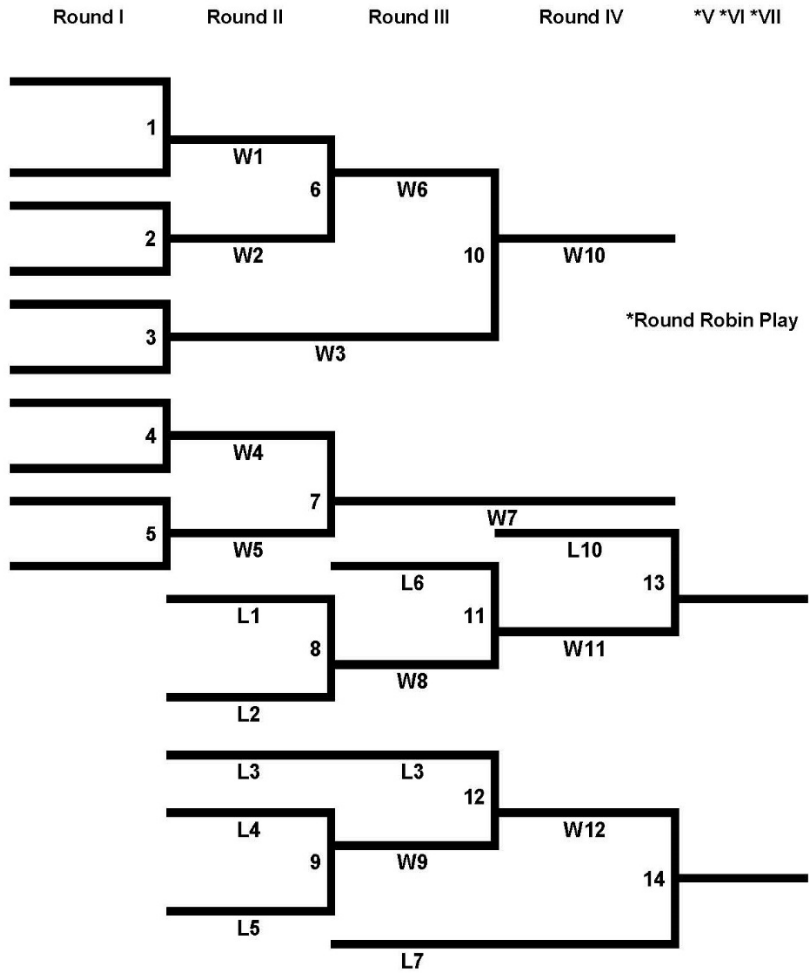 Round I Round II Round III Round IV *V *VI *VII
1
W1
6
W6
2
W2
10
W10
*Round Robin Play
3
W3
4
W4
7
W7
5
W5
L10
L6
13
L1
11
8
W11
W8
L2
L3 L3
12
L4
W12
9
W9
14
L5
L7